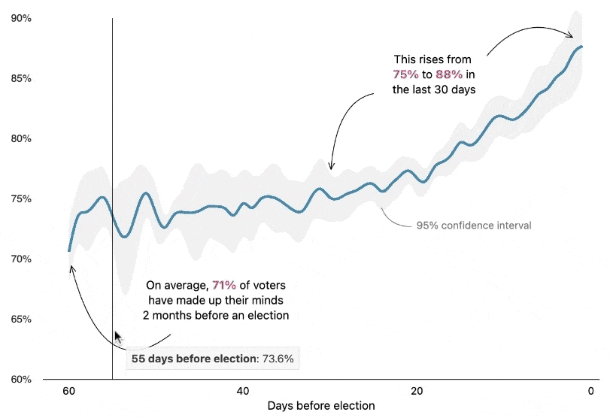 90%
85%
80%
75%
70%
65%
60%
This rises from
75% to 88% in
the last 30 days
95% confidence interval
On average, 71% of voters
have made up their minds
2 months before an election
55 days before election: 73.6%
60
40
20
0
Days before election